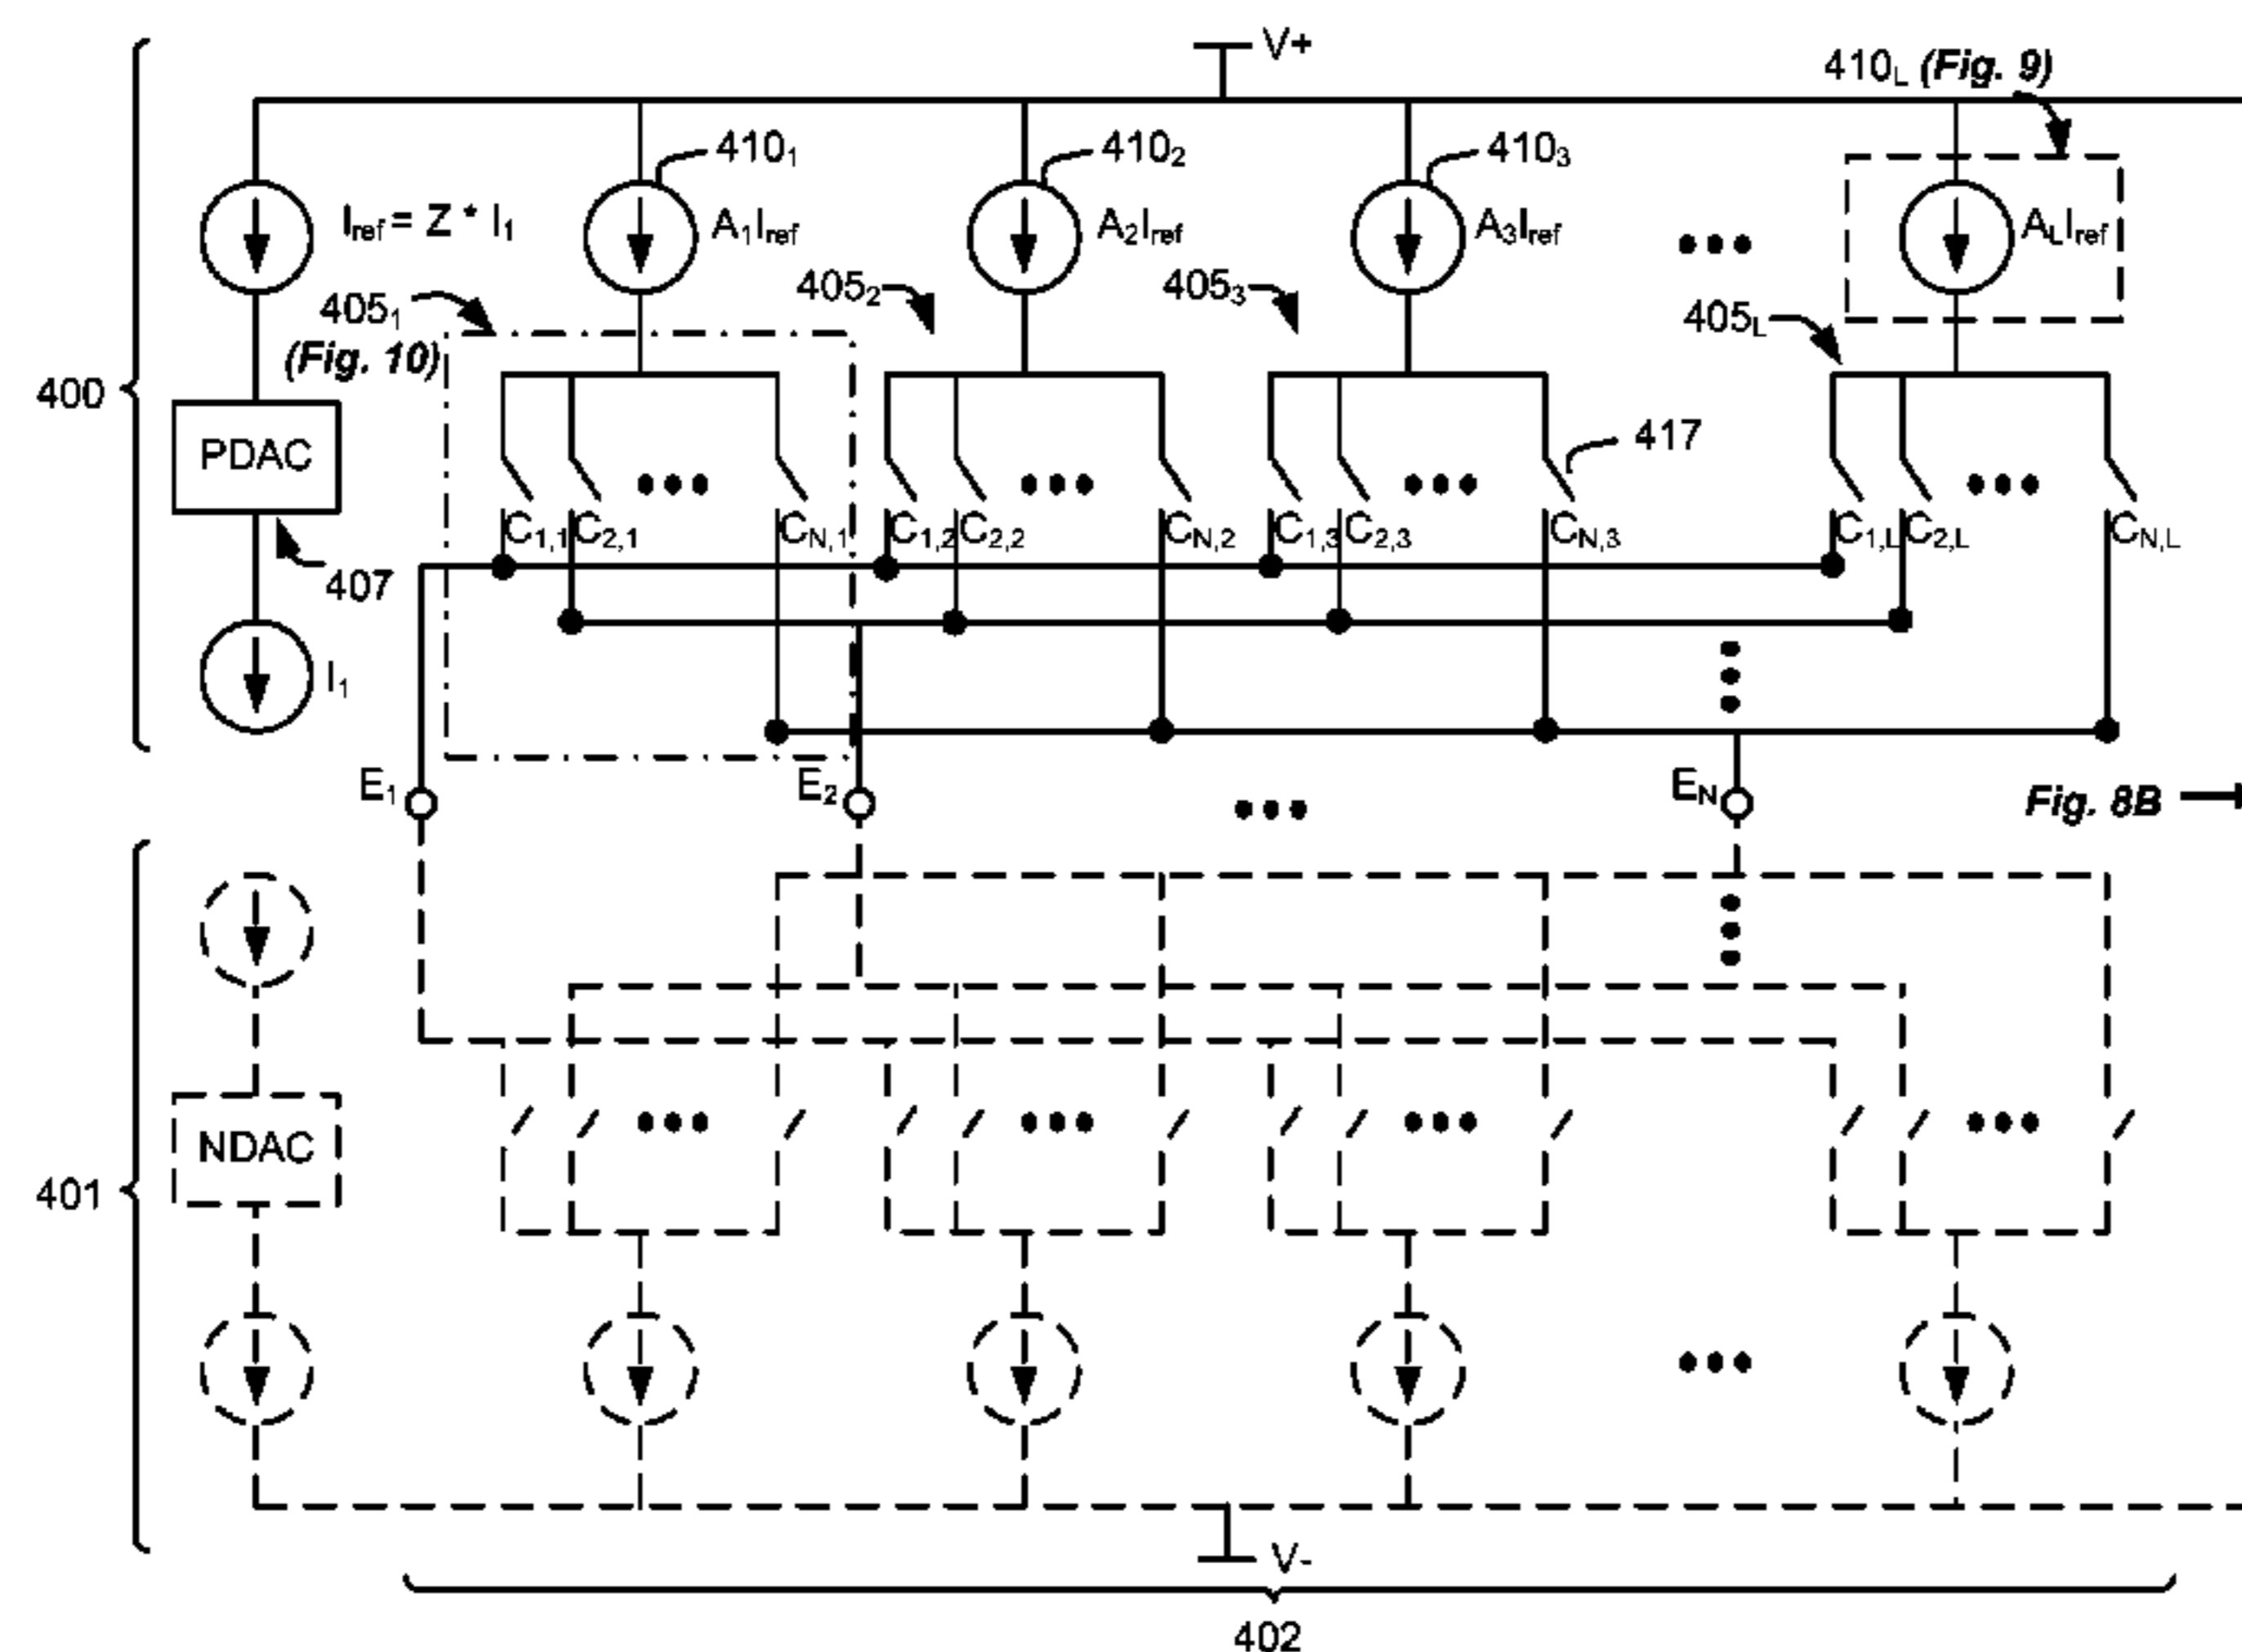 V+
410L (Fig. 9)
4101
4102
4103
Iref = Z * I1
A1Iref
A2Iref
A3Iref
ALIref
4051
(Fig. 10)
4052
4053
405L
400
PDAC
417
C1,1 C2,1 CN,1 C1,2 C2,2 CN,2 C1,3 C2,3 CN,3 C1,L C2,L CN,L
407
I1
E1
E2
EN
Fig. 8B
401
NDAC
V-
402